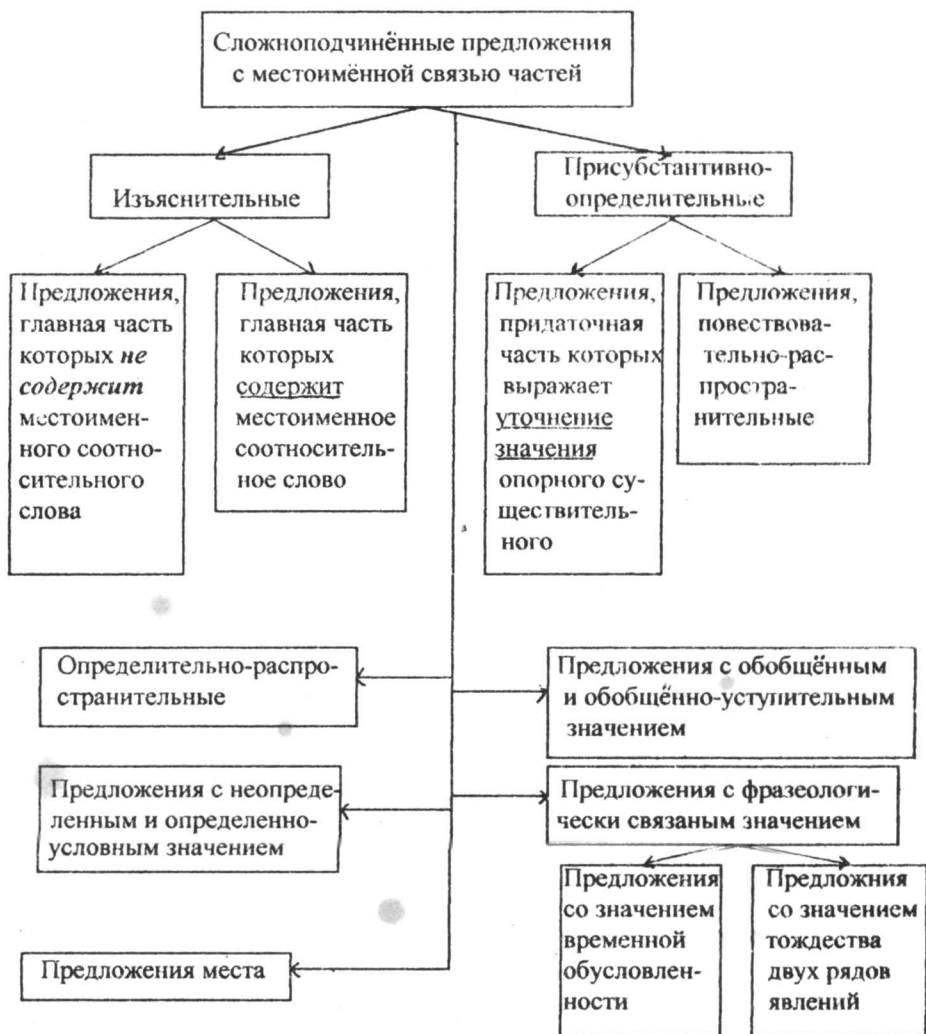 Сложноподчинённые предложения
с местоимённой связью частей
Изъяснительные
Присубстантивно-
определительные
Предложения,
главная часть
которых не
содержит
местоимен-
ного соотно-
сительного
слова
Предложения,
главная часть
которых
содержит
местоименное
соотноситель-
ное слово
Предложения,
придаточная
часть которых
выражает
уточнение
значения
опорного су-
ществитель-
ного
Предложения,
повествова-
тельно-рас-
простра-
нительные
Определительно-распро-
странительные
Предложения с обобщённым
и обобщённо-уступительным
значением
Предложения с неопреде-
ленным и определенно-
условным значением
Предложения с фразеологи-
чески связаным значением
Предложения
со значением
временной
обусловлен-
ности
Предложния
со значением
тождества
двух рядов
явлений
Предложения места